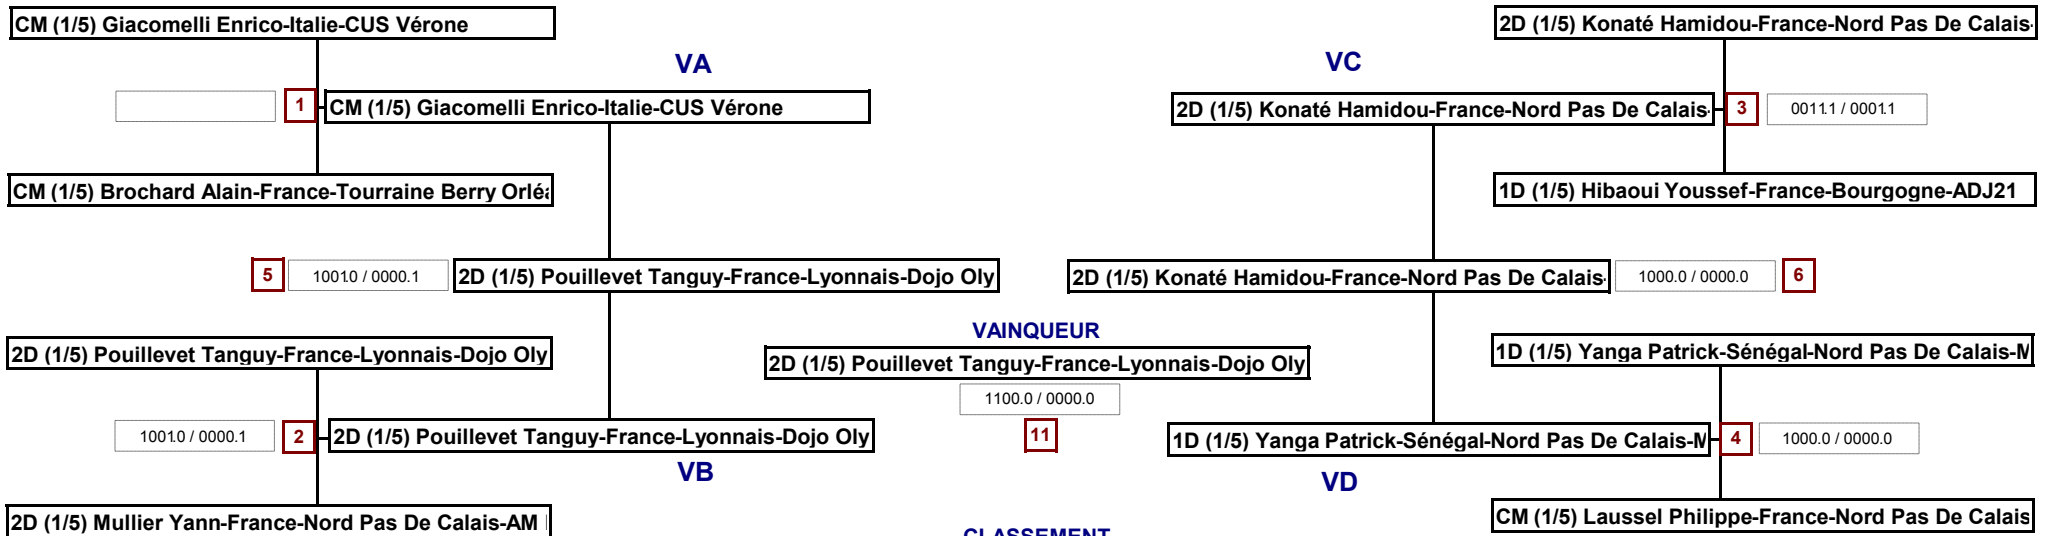 CM (1/5) Giacomelli Enrico-Italie-CUS Vérone
2D (1/5) Konaté Hamidou-France-Nord Pas De Calais-
VA
VC
1
CM (1/5) Giacomelli Enrico-Italie-CUS Vérone
2D (1/5) Konaté Hamidou-France-Nord Pas De Calais-
3
0011.1 / 0001.1
CM (1/5) Brochard Alain-France-Tourraine Berry Orléa
1D (1/5) Hibaoui Youssef-France-Bourgogne-ADJ21
5
1001.0 / 0000.1
2D (1/5) Pouillevet Tanguy-France-Lyonnais-Dojo Oly
2D (1/5) Konaté Hamidou-France-Nord Pas De Calais-
1000.0 / 0000.0
6
VAINQUEUR
2D (1/5) Pouillevet Tanguy-France-Lyonnais-Dojo Oly
2D (1/5) Pouillevet Tanguy-France-Lyonnais-Dojo Oly
1D (1/5) Yanga Patrick-Sénégal-Nord Pas De Calais-M
1100.0 / 0000.0
1001.0 / 0000.1
2
2D (1/5) Pouillevet Tanguy-France-Lyonnais-Dojo Oly
11
1D (1/5) Yanga Patrick-Sénégal-Nord Pas De Calais-M
4
1000.0 / 0000.0
VB
VD
2D (1/5) Mullier Yann-France-Nord Pas De Calais-AM
CM (1/5) Laussel Philippe-France-Nord Pas De Calais
CLASSEMENT